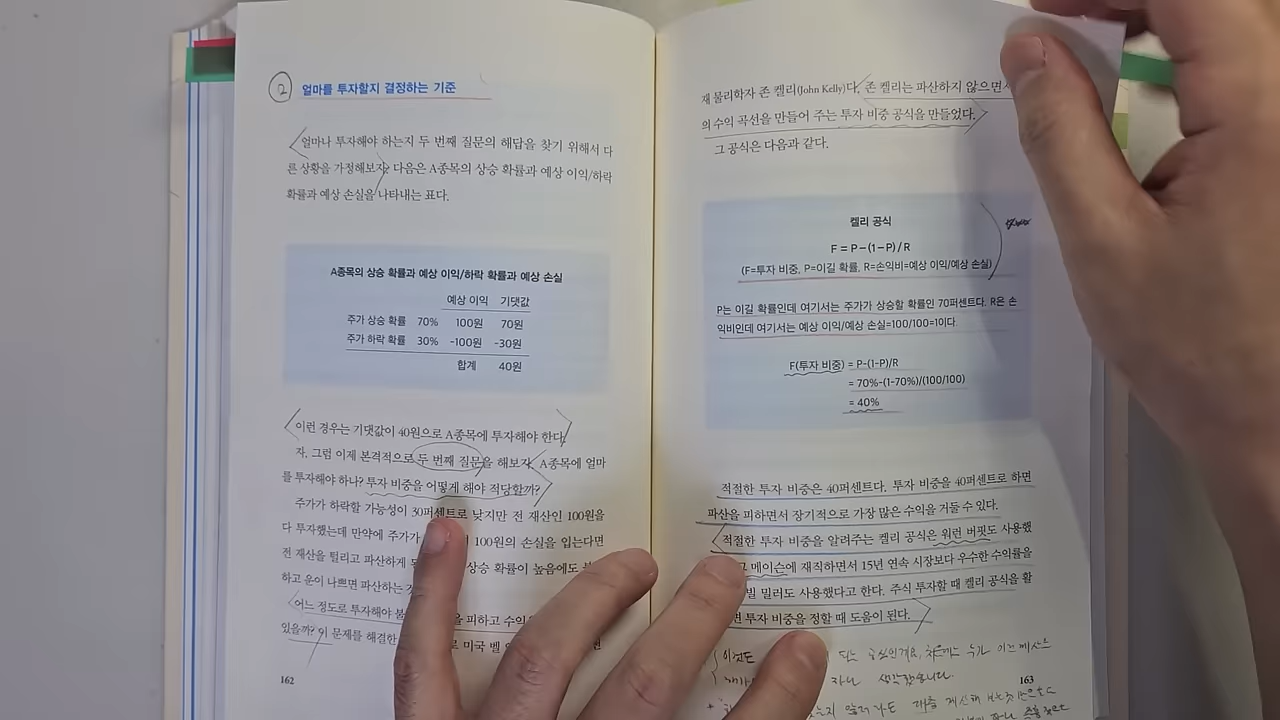 2 얼마를 투자할지 결정하는 기준
얼마나 투자해야 하는지 두 번째 질문의 해답을 찾기 위해서 다
른 상황을 가정해보자. 다음은 A종목의 상승 확률과 예상 이익/하락
확률과 예상 손실을 나타내는 표다.
A종목의 상승 확률과 예상 이익/하락 확률과 예상 손실
예상 이익 기댓값
주가 상승 확률 70% 100원 70원
주가 하락 확률 30% -100원 -30원
합계 40원
이런 경우는 기댓값이 40원으로 A종목에 투자해야 한다.
자, 그럼 이제 본격적으로 두 번째 질문을 해보자. A종목에 얼마
를 투자해야 하나? 투자 비중을 어떻게 해야 적당할까?
주가가 하락할 가능성이 30퍼센트로 낮지만 전 재산인 100원을
다 투자했는데 만약에 주가가 100원의 손실을 입는다면
전 재산을 털리고 파산하게 상승 확률이 높음에도
하고 운이 나쁘면 파산하는
어느 정도로 투자해야 을 피하고 수익
있을까? 이 문제를 해결한 로 미국 벨
162
재 물리학자 존 켈리(John Kelly)다. 존 켈리는 파산하지 않으면서
의 수익 곡선을 만들어 주는 투자 비중 공식을 만들었다.
그 공식은 다음과 같다.
켈리 공식
F = P-(1-P) / R
(F=투자 비중, P=이길 확률, R=손익비=예상 이익/예상 손실)
P는 이길 확률인데 여기서는 주가가 상승할 확률인 70퍼센트다. R은 손
익비인데 여기서는 예상 이익/예상 손실=100/100=1이다.
F(투자 비중) = P-(1-P)/R
= 70%-(1-70%)/(100/100)
= 40%
적절한 투자 비중은 40퍼센트다. 투자 비중을 40퍼센트로 하면
파산을 피하면서 장기적으로 가장 많은 수익을 거둘 수 있다.
적절한 투자 비중을 알려주는 켈리 공식은 워런 버핏도 사용했
메이슨에 재직하면서 15년 연속 시장보다 우수한 수익률을
빌 밀러도 사용했다고 한다. 주식 투자할 때 켈리 공식을 활
면 투자 비중을 정할 때 도움이 된다.
163